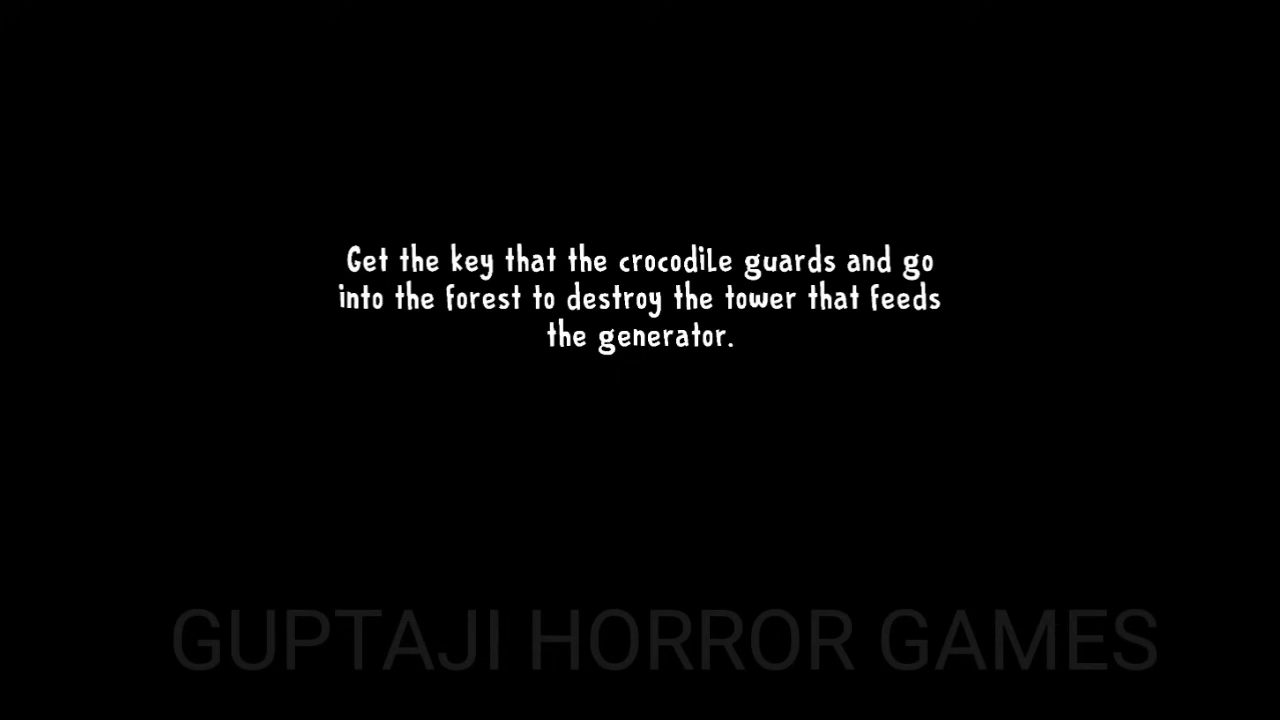 Get the key that the crocodile guards and go
into the forest to destroy the tower that feeds
the generator.
GUPTAJI HORROR GAMES